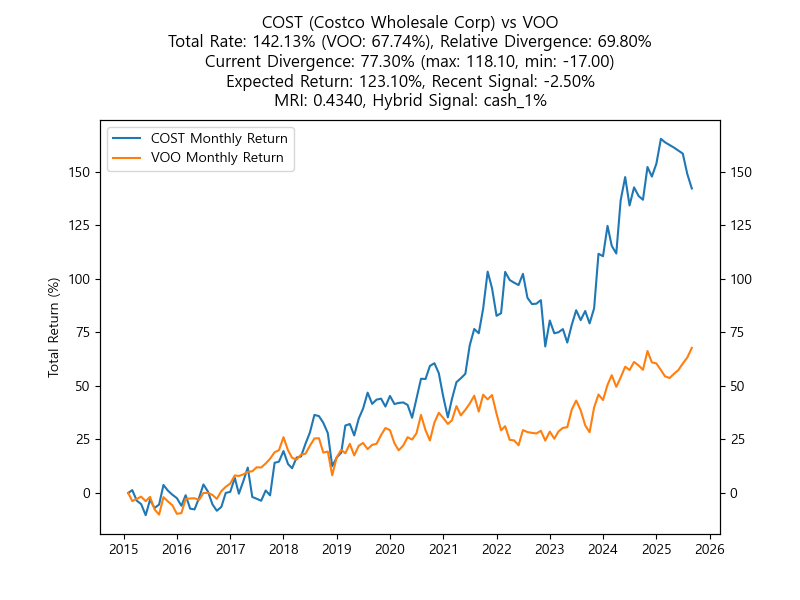 COST (Costco Wholesale Corp) vs VOO
Total Rate: 142.13% (VOO: 67.74%), Relative Divergence: 69.80%
Current Divergence: 77.30% (max: 118.10, min: -17.00)
Expected Return: 123.10%, Recent Signal: -2.50%
MRI: 0.4340, Hybrid Signal: cash_1%
COST Monthly Return
VOO Monthly Return
Total Return (%)
150
125
100
75
50
25
0
150
125
100
75
50
25
0
2015 2016 2017 2018 2019 2020 2021 2022 2023 2024 2025 2026